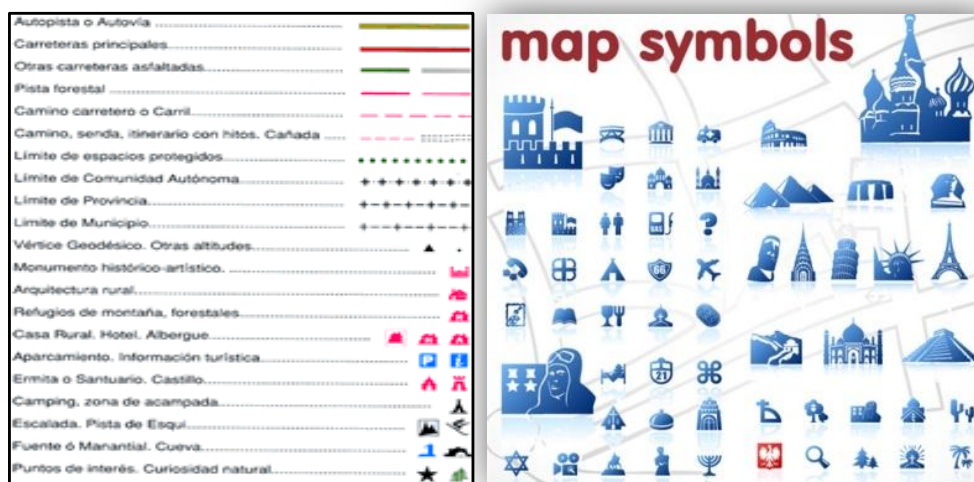 Autopista o Autovía
Carreteras principales
Otras carreteras asfaltadas
Pista forestal
Camino carretero o Carril
Camino, senda, itinerario con hitos. Cañada
Límite de espacios protegidos
Límite de Comunidad Autónoma
Límite de Provincia
Límite de Municipio
Vértice Geodésico. Otras altitudes
Monumento histórico-artístico.
Arquitectura rural
Refugios de montaña, forestales
Casa Rural. Hotel. Albergue
Aparcamiento. Información turística
P i
Ermita o Santuario. Castillo
Camping, zona de acampada
Escalada. Pista de Esquí
Fuente ó Manantial. Cueva
Puntos de interés. Curiosidad natural
map symbols
GAS ?
66
21